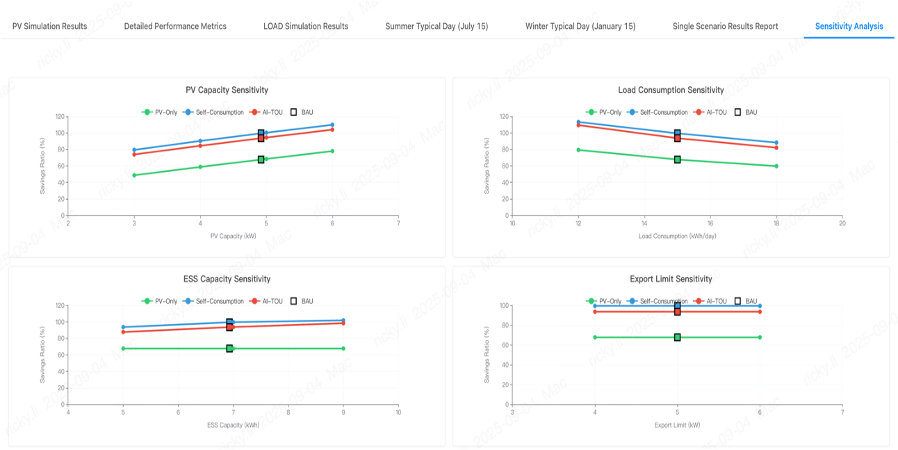 PV Simulation Results Detailed Performance Metrics LOAD Simulation Results Summer Typical Day (July 15) Winter Typical Day (January 15) Single Scenario Results Report Sensitivity Analysis
PV Capacity Sensitivity
PV-Only Self-Consumption AI-TOU BAU
Savings Ratio (%)
120
100
80
60
40
20
0
2 3 4 5 6 7
PV Capacity (kW)
Load Consumption Sensitivity
PV-Only Self-Consumption AI-TOU BAU
Savings Ratio (%)
120
100
80
60
40
20
0
10 12 14 16 18 20
Load Consumption (kWh/day)
ESS Capacity Sensitivity
PV-Only Self-Consumption AI-TOU BAU
Savings Ratio (%)
120
100
80
60
40
20
0
4 5 6 7 8 9 10
ESS Capacity (kWh)
Export Limit Sensitivity
PV-Only Self-Consumption AI-TOU BAU
Savings Ratio (%)
100
80
60
40
20
0
3 4 5 6 7
Export Limit (kW)
ricky.li 2025-09-04 Mac